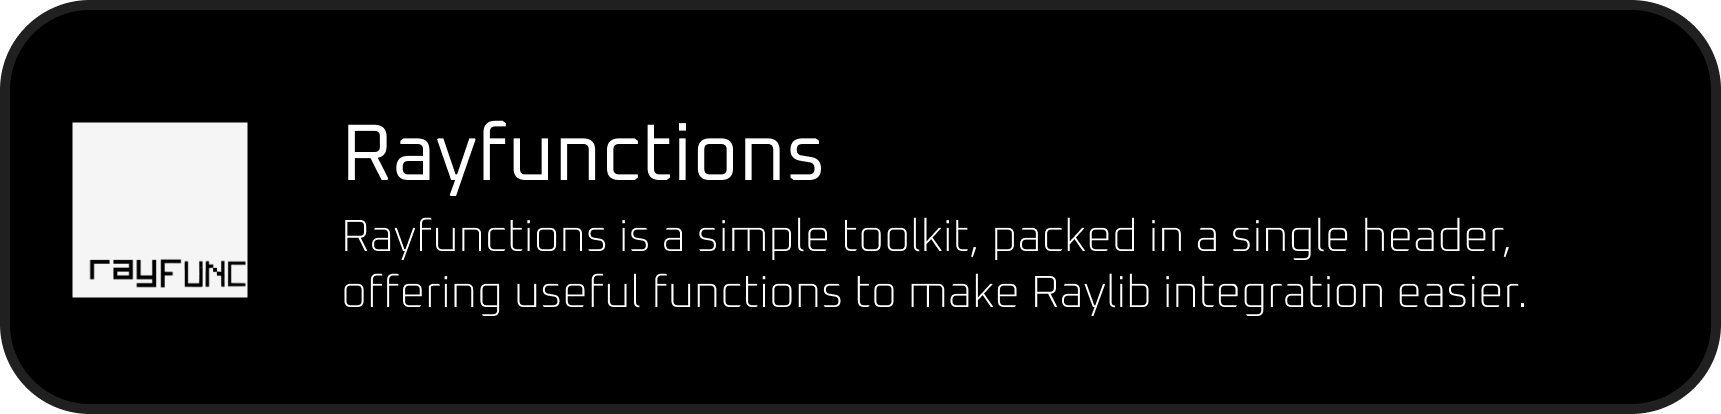 rayFUNC
Rayfunctions
Rayfunctions is a simple toolkit, packed in a single header,
offering useful functions to make Raylib integration easier.